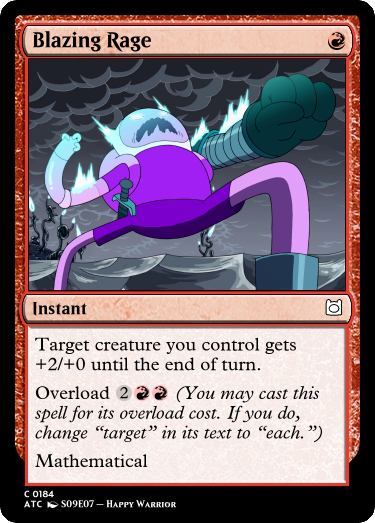 Blazing Rage
Instant
Target creature you control gets
+2/+0 until the end of turn.
Overload 2 (You may cast this
spell for its overload cost. If you do,
change “target” in its text to “each.”)
Mathematical
C 0184
ATC S09E07 – Happy Warrior